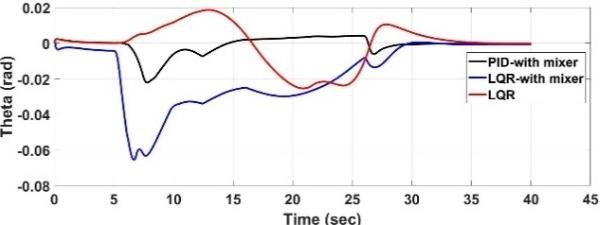 0.02
0
-0.02
-0.04
-0.06
-0.08
Theta (rad)
PID-with mixer
LQR-with mixer
LQR
0 5 10 15 20 25 30 35 40 45
Time (sec)